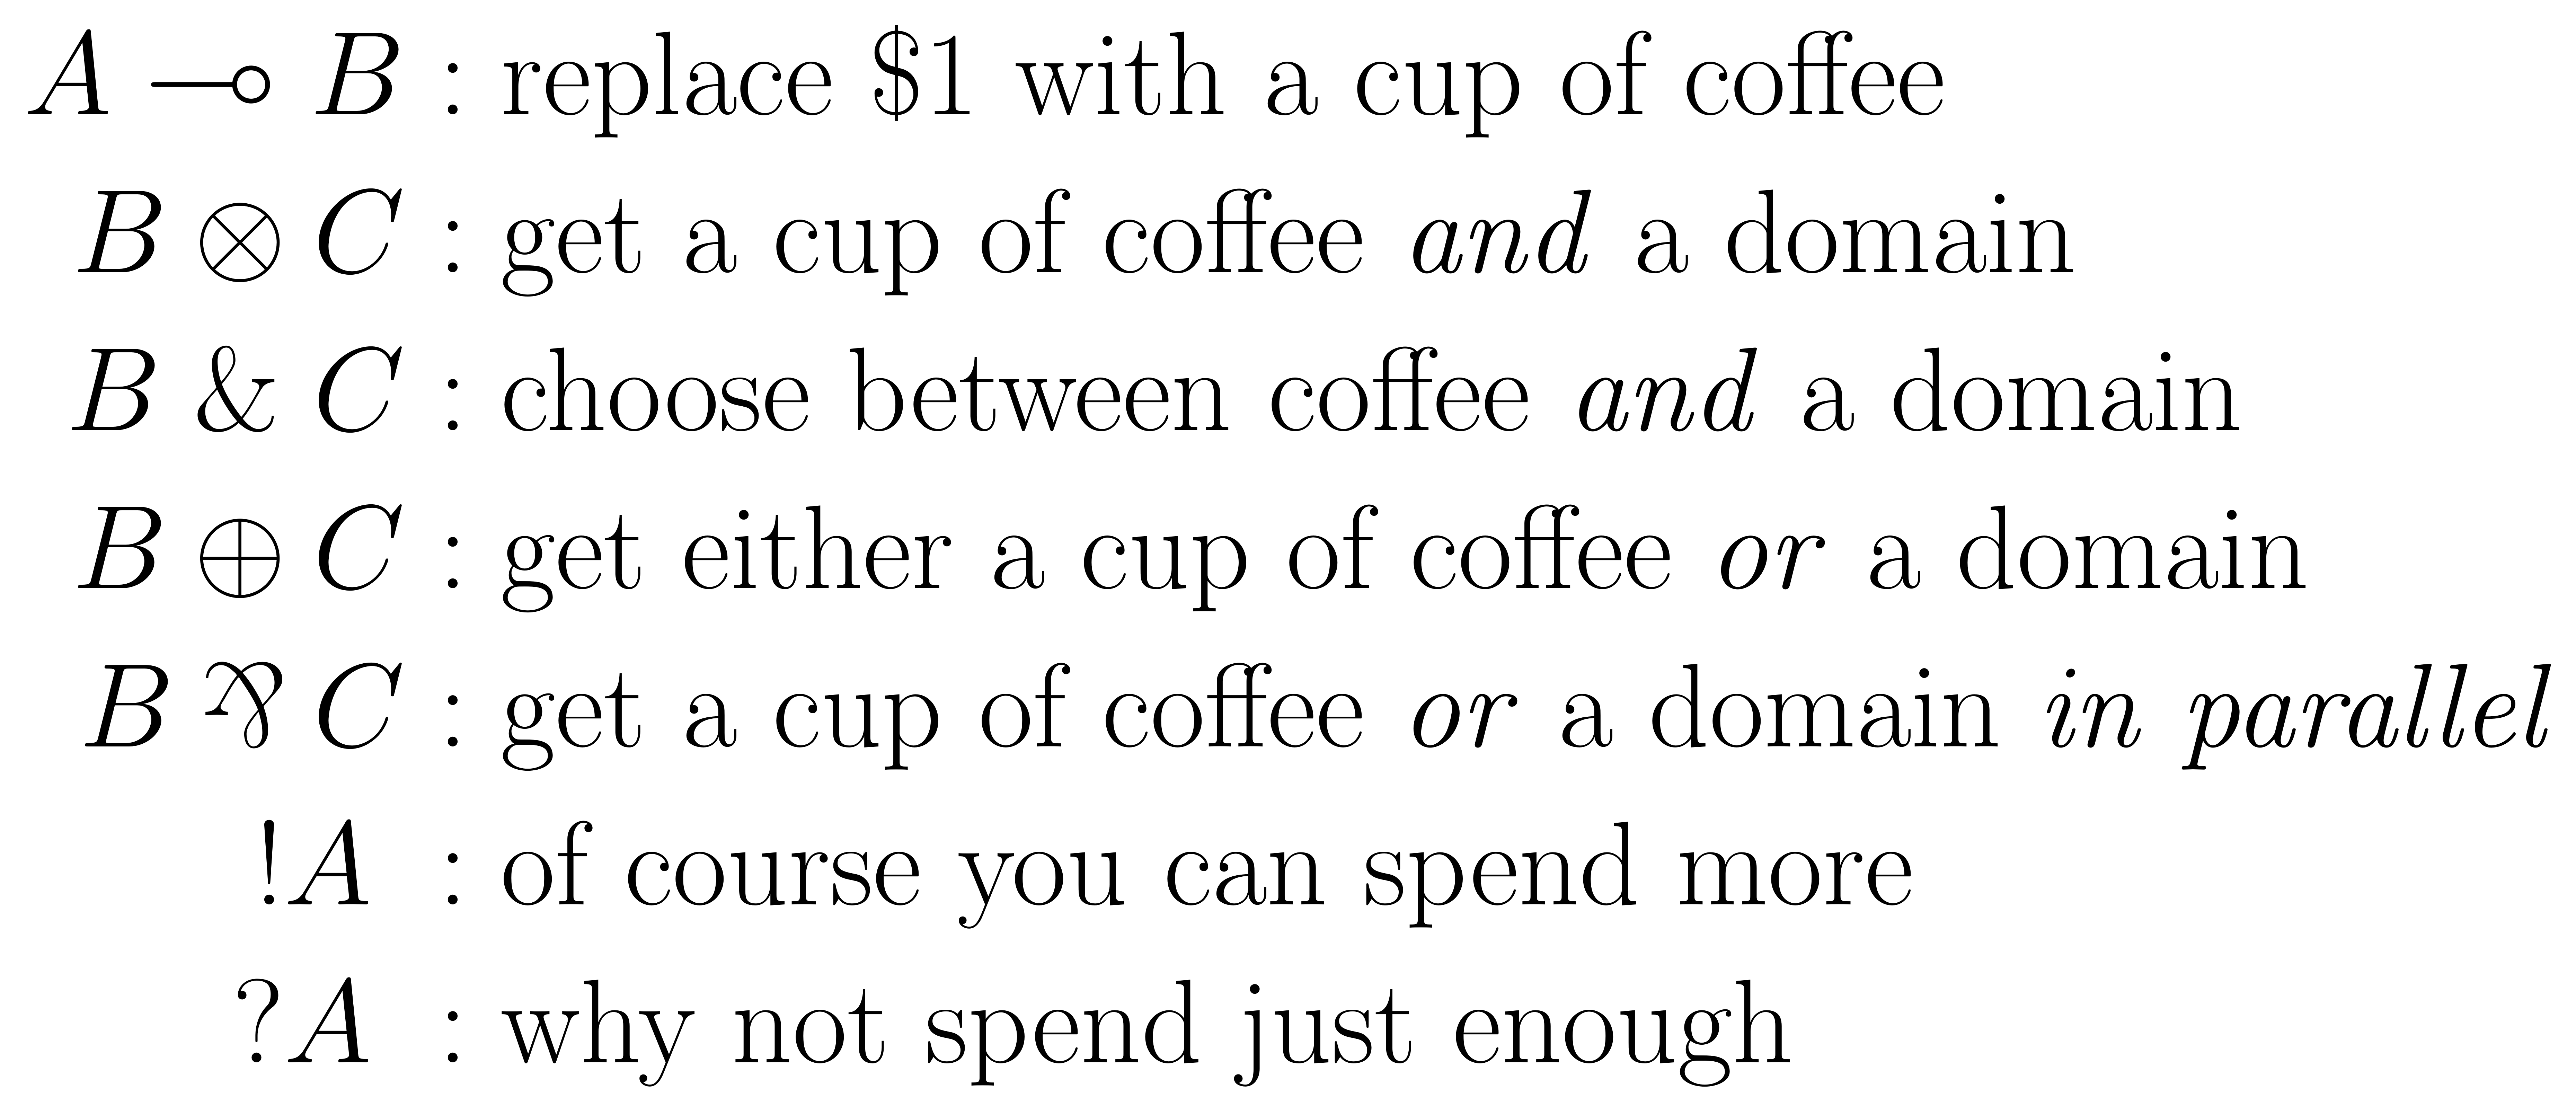 A ⊸ B : replace $1 with a cup of coffee
B ⊗ C : get a cup of coffee and a domain
B & C : choose between coffee and a domain
B ⊕ C : get either a cup of coffee or a domain
B ⅋ C : get a cup of coffee or a domain in parallel
!A : of course you can spend more
?A : why not spend just enough